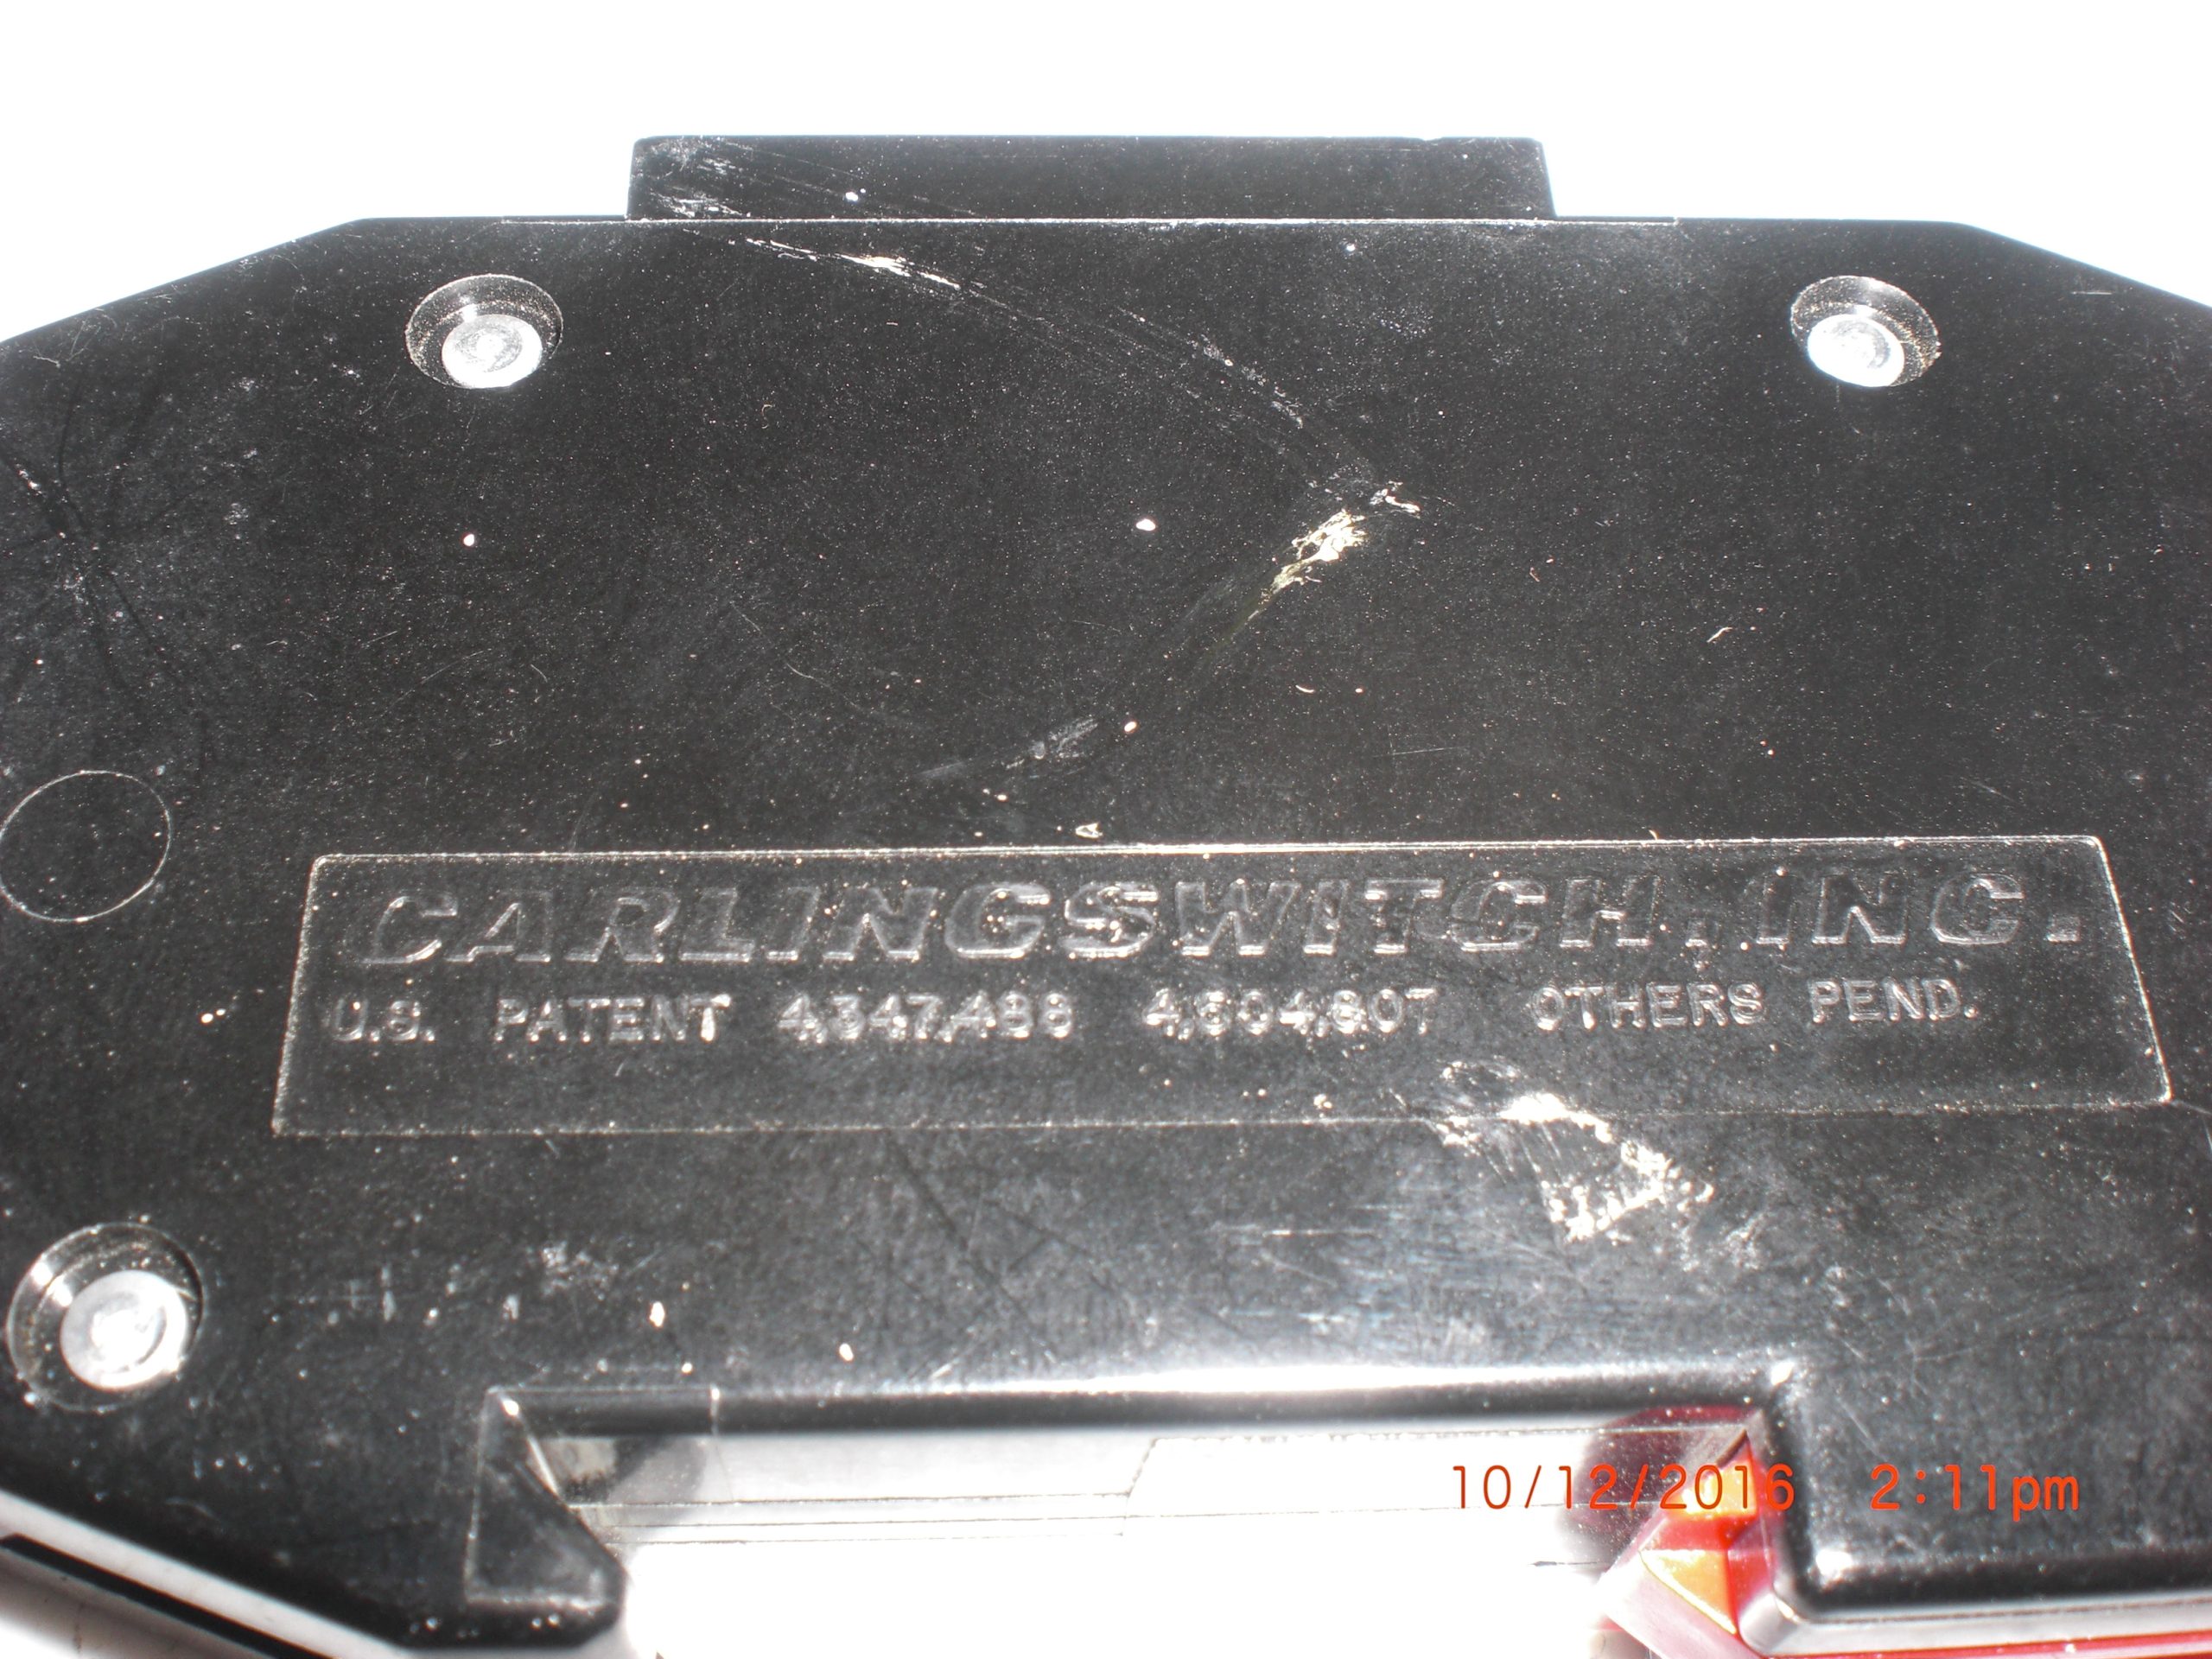 CARLINGSWITCH, INC.
U.S. PATENT 4,347,488 4,604,807 OTHERS PEND.
10/12/2016 2:11pm